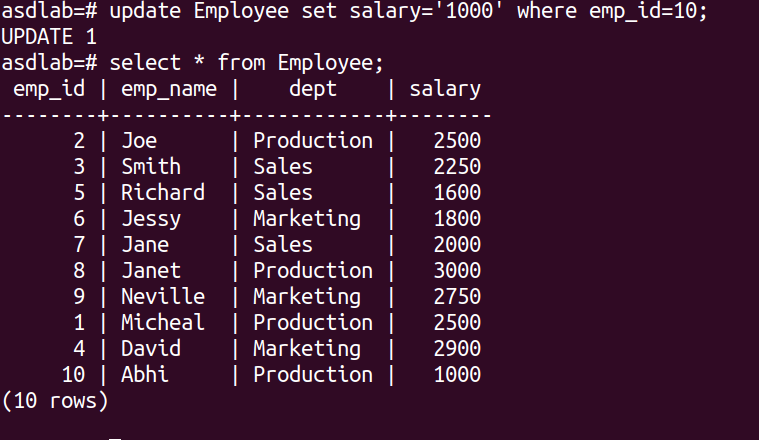 asdlab=# update Employee set salary='1000' where emp_id=10;
UPDATE 1
asdlab=# select * from Employee;
 emp_id | emp_name |    dept    | salary
--------+----------+------------+--------
      2 | Joe      | Production |   2500
      3 | Smith    | Sales      |   2250
      5 | Richard  | Sales      |   1600
      6 | Jessy    | Marketing  |   1800
      7 | Jane     | Sales      |   2000
      8 | Janet    | Production |   3000
      9 | Neville  | Marketing  |   2750
      1 | Micheal  | Production |   2500
      4 | David    | Marketing  |   2900
     10 | Abhi     | Production |   1000
(10 rows)